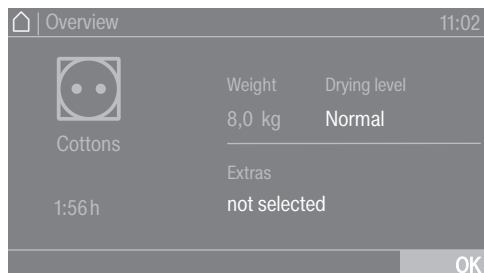 | Overview 11:02
Weight Drying level
8,0 kg Normal
Cottons
Extras
1:56 h not selected
OK